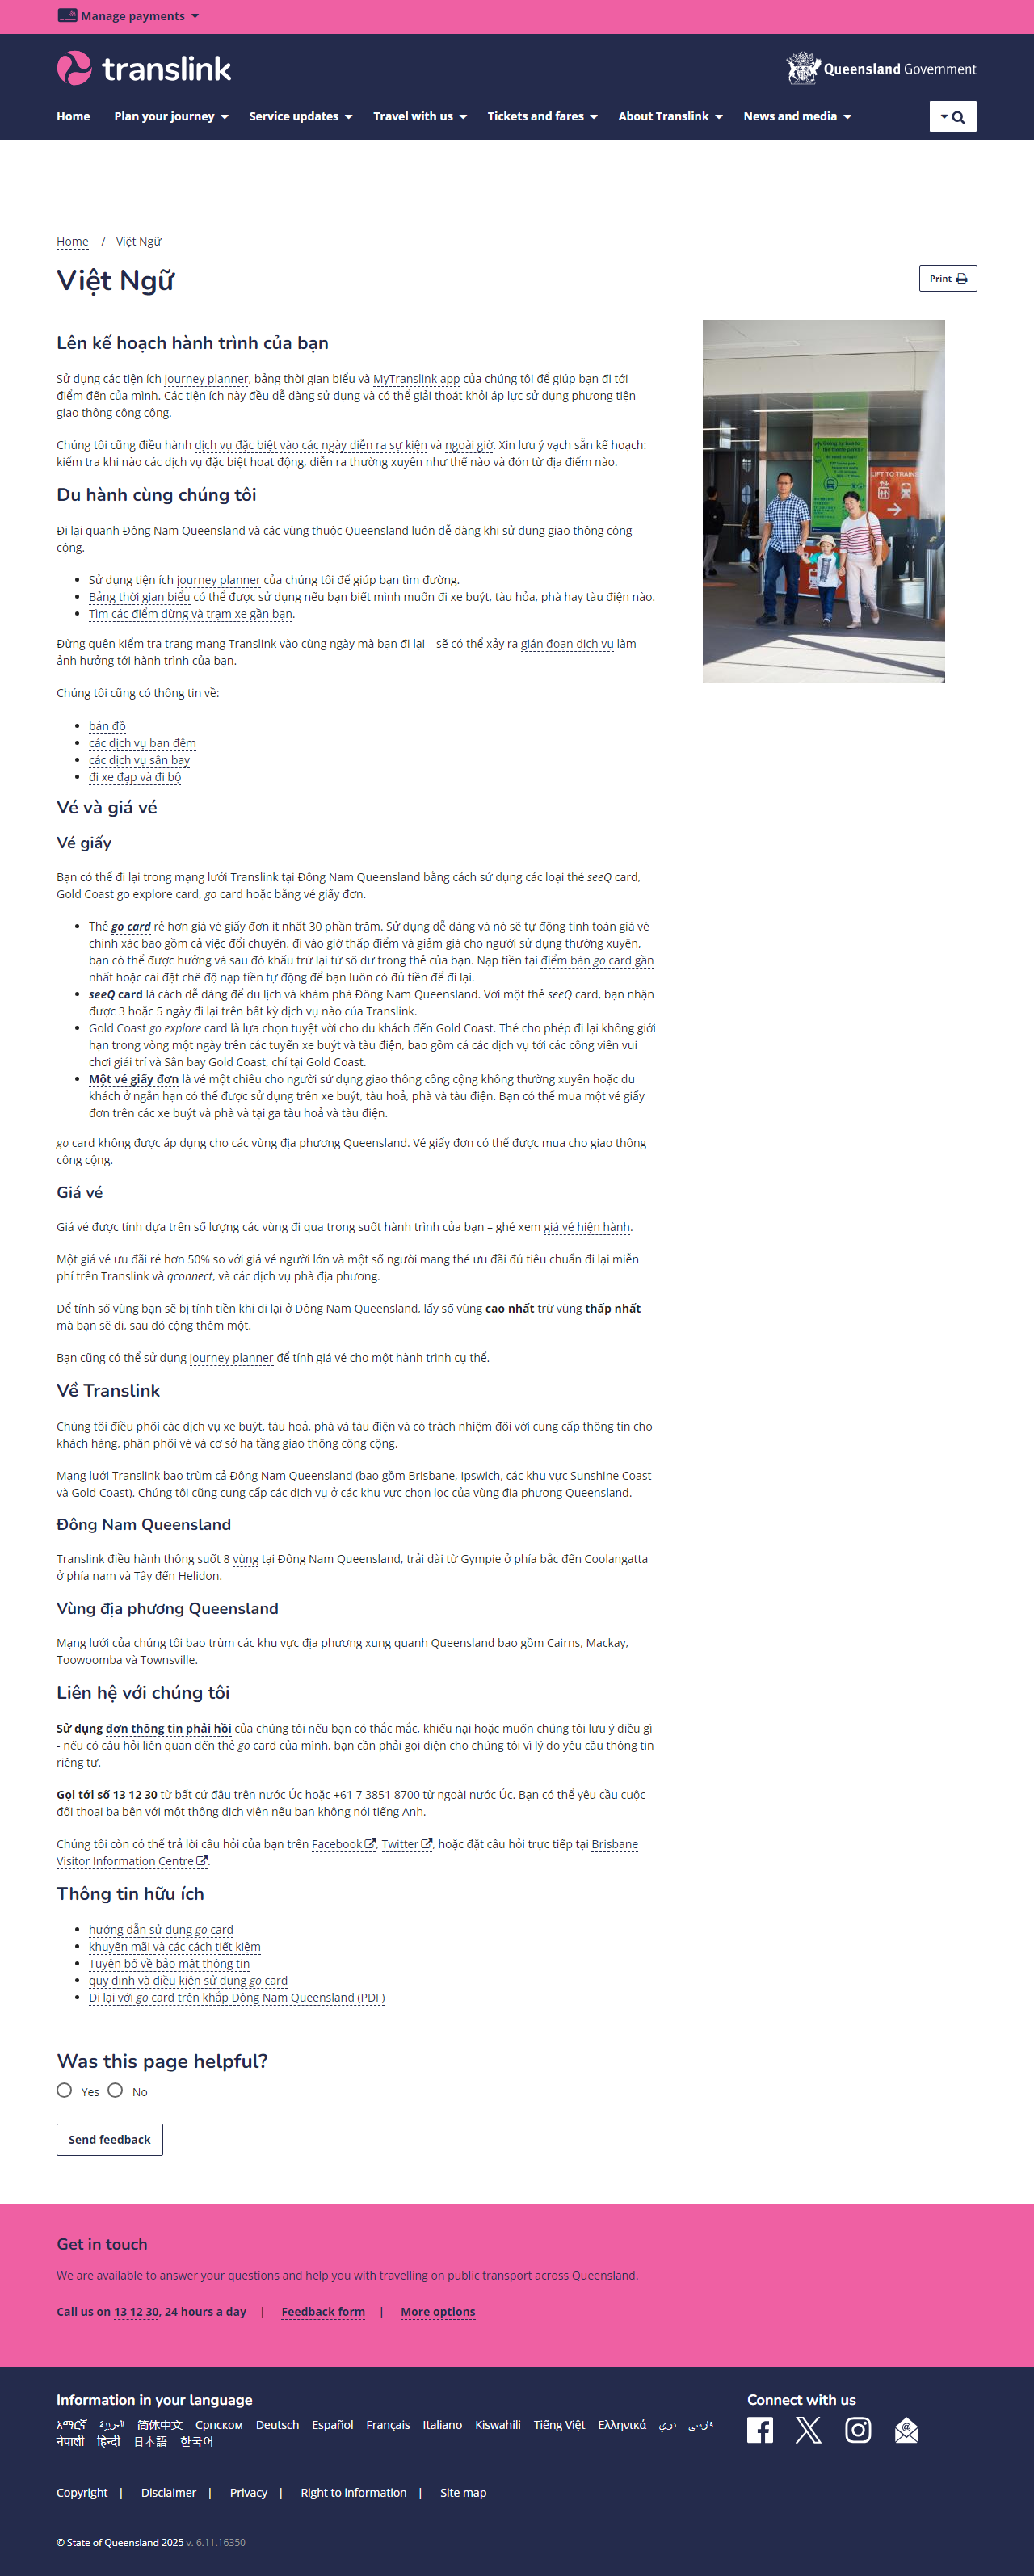 Manage payments
translink
Queensland Government
Home Plan your journey Service updates Travel with us Tickets and fares About Translink News and media
Home / Việt Ngữ
Việt Ngữ
Print
Lên kế hoạch hành trình của bạn
Sử dụng các tiện ích journey planner, bảng thời gian biểu và MyTranslink app của chúng tôi để giúp bạn đi tới
điểm đến của mình. Các tiện ích này đều dễ dàng sử dụng và có thể giải thoát khỏi áp lực sử dụng phương tiện
giao thông công cộng.
Chúng tôi cũng điều hành dịch vụ đặc biệt vào các ngày diễn ra sự kiện và ngoài giờ. Xin lưu ý vạch sẵn kế hoạch:
kiểm tra khi nào các dịch vụ đặc biệt hoạt động, diễn ra thường xuyên như thế nào và đón từ địa điểm nào.
Du hành cùng chúng tôi
Đi lại quanh Đông Nam Queensland và các vùng thuộc Queensland luôn dễ dàng khi sử dụng giao thông công
cộng.
Sử dụng tiện ích journey planner của chúng tôi để giúp bạn tìm đường.
Bảng thời gian biểu có thể được sử dụng nếu bạn biết mình muốn đi xe buýt, tàu hỏa, phà hay tàu điện nào.
Tìm các điểm dừng và trạm xe gần bạn.
Đừng quên kiểm tra trang mạng Translink vào cùng ngày mà bạn đi lại—sẽ có thể xảy ra gián đoạn dịch vụ làm
ảnh hưởng tới hành trình của bạn.
Chúng tôi cũng có thông tin về:
bản đồ
các dịch vụ ban đêm
các dịch vụ sân bay
đi xe đạp và đi bộ
Vé và giá vé
Vé giấy
Bạn có thể đi lại trong mạng lưới Translink tại Đông Nam Queensland bằng cách sử dụng các loại thẻ seeQ card,
Gold Coast go explore card, go card hoặc bằng vé giấy đơn.
Thẻ go card rẻ hơn giá vé giấy đơn ít nhất 30 phần trăm. Sử dụng dễ dàng và nó sẽ tự động tính toán giá vé
chính xác bao gồm cả việc đổi chuyến, đi vào giờ thấp điểm và giảm giá cho người sử dụng thường xuyên,
bạn có thể được hưởng và sau đó khấu trừ lại từ số dư trong thẻ của bạn. Nạp tiền tại điểm bán go card gần
nhất hoặc cài đặt chế độ nạp tiền tự động để bạn luôn có đủ tiền để đi lại.
seeQ card là cách dễ dàng để du lịch và khám phá Đông Nam Queensland. Với một thẻ seeQ card, bạn nhận
được 3 hoặc 5 ngày đi lại trên bất kỳ dịch vụ nào của Translink.
Gold Coast go explore card là lựa chọn tuyệt vời cho du khách đến Gold Coast. Thẻ cho phép đi lại không giới
hạn trong vòng một ngày trên các tuyến xe buýt và tàu điện, bao gồm cả các dịch vụ tới các công viên vui
chơi giải trí và Sân bay Gold Coast, chỉ tại Gold Coast.
Một vé giấy đơn là vé một chiều cho người sử dụng giao thông công cộng không thường xuyên hoặc du
khách ở ngắn hạn có thể được sử dụng trên xe buýt, tàu hoả, phà và tàu điện. Bạn có thể mua một vé giấy
đơn trên các xe buýt và phà và tại ga tàu hoả và tàu điện.
go card không được áp dụng cho các vùng địa phương Queensland. Vé giấy đơn có thể được mua cho giao thông
công cộng.
Giá vé
Giá vé được tính dựa trên số lượng các vùng đi qua trong suốt hành trình của bạn – ghé xem giá vé hiện hành.
Một giá vé ưu đãi rẻ hơn 50% so với giá vé người lớn và một số người mang thẻ ưu đãi đủ tiêu chuẩn đi lại miễn
phí trên Translink và qconnect, và các dịch vụ phà địa phương.
Để tính số vùng bạn sẽ bị tính tiền khi đi lại ở Đông Nam Queensland, lấy số vùng cao nhất trừ vùng thấp nhất
mà bạn sẽ đi, sau đó cộng thêm một.
Bạn cũng có thể sử dụng journey planner để tính giá vé cho một hành trình cụ thể.
Về Translink
Chúng tôi điều phối các dịch vụ xe buýt, tàu hoả, phà và tàu điện và có trách nhiệm đối với cung cấp thông tin cho
khách hàng, phân phối vé và cơ sở hạ tầng giao thông công cộng.
Mạng lưới Translink bao trùm cả Đông Nam Queensland (bao gồm Brisbane, Ipswich, các khu vực Sunshine Coast
và Gold Coast). Chúng tôi cũng cung cấp các dịch vụ ở các khu vực chọn lọc của vùng địa phương Queensland.
Đông Nam Queensland
Translink điều hành thông suốt 8 vùng tại Đông Nam Queensland, trải dài từ Gympie ở phía bắc đến Coolangatta
ở phía nam và Tây đến Helidon.
Vùng địa phương Queensland
Mạng lưới của chúng tôi bao trùm các khu vực địa phương xung quanh Queensland bao gồm Cairns, Mackay,
Toowoomba và Townsville.
Liên hệ với chúng tôi
Sử dụng đơn thông tin phải hồi của chúng tôi nếu bạn có thắc mắc, khiếu nại hoặc muốn chúng tôi lưu ý điều gì
- nếu có câu hỏi liên quan đến thẻ go card của mình, bạn cần phải gọi điện cho chúng tôi vì lý do yêu cầu thông tin
riêng tư.
Gọi tới số 13 12 30 từ bất cứ đâu trên nước Úc hoặc +61 7 3851 8700 từ ngoài nước Úc. Bạn có thể yêu cầu cuộc
đối thoại ba bên với một thông dịch viên nếu bạn không nói tiếng Anh.
Chúng tôi còn có thể trả lời câu hỏi của bạn trên Facebook, Twitter, hoặc đặt câu hỏi trực tiếp tại Brisbane
Visitor Information Centre.
Thông tin hữu ích
hướng dẫn sử dụng go card
khuyến mãi và các cách tiết kiệm
Tuyên bố về bảo mật thông tin
quy định và điều kiện sử dụng go card
Đi lại với go card trên khắp Đông Nam Queensland (PDF)
Was this page helpful?
Yes No
Send feedback
Get in touch
We are available to answer your questions and help you with travelling on public transport across Queensland.
Call us on 13 12 30, 24 hours a day | Feedback form | More options
Information in your language
Connect with us
አማርኛ العربية 简体中文 Српском Deutsch Español Français Italiano Kiswahili Tiếng Việt Ελληνικά دري فارسی
नेपाली हिन्दी 日本語 한국어
Copyright | Disclaimer | Privacy | Right to information | Site map
© State of Queensland 2025 v. 6.11.16350